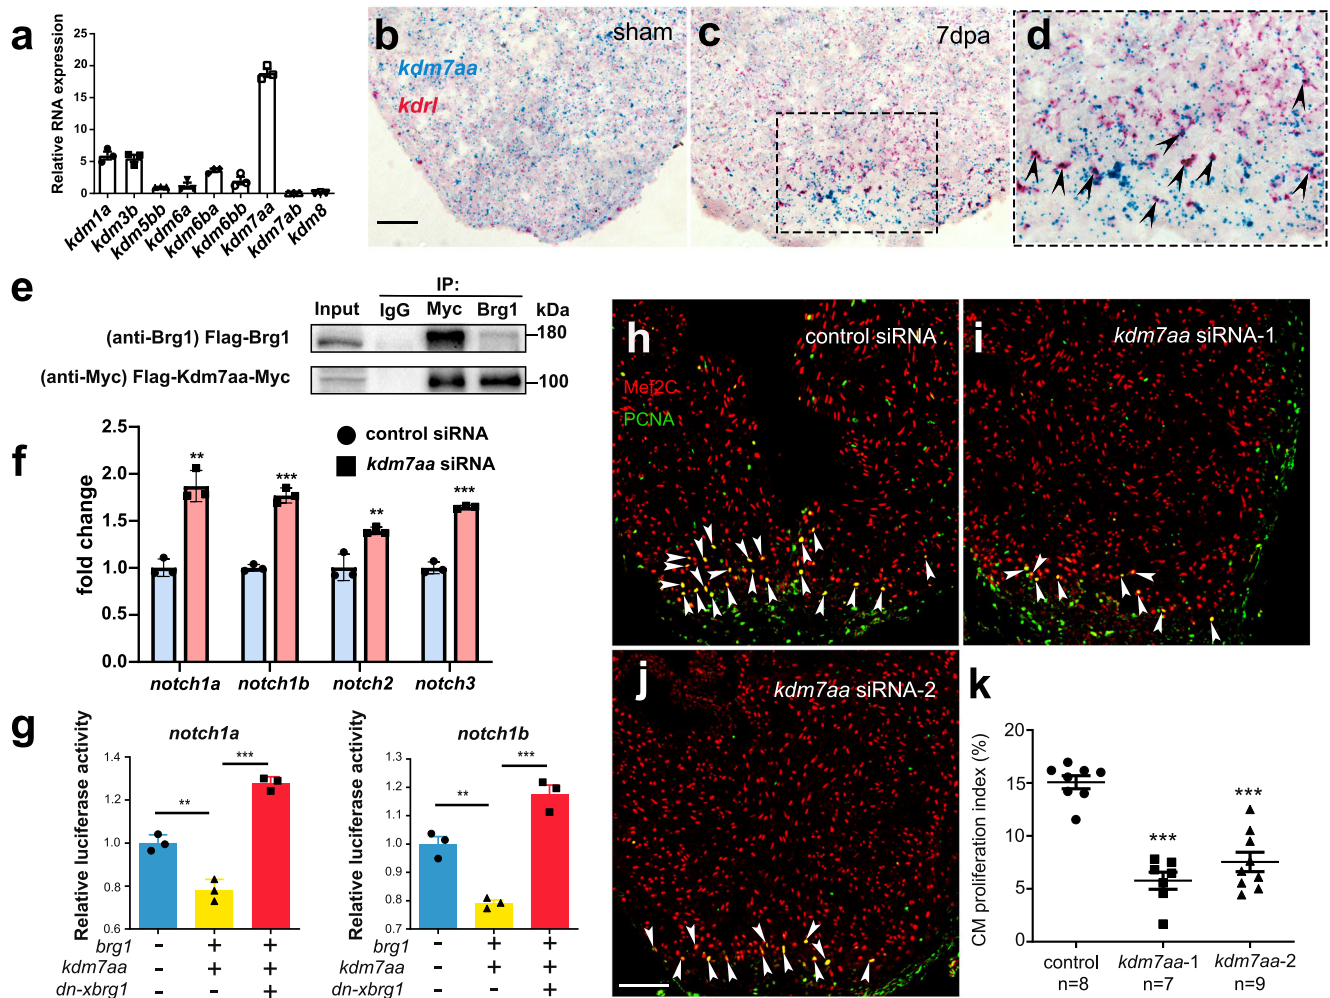 a
Relative RNA expression
25
20
15
10
5
0
kdm1a
kdm3b
kdm5bb
kdm6a
kdm6ba
kdm6bb
kdm7aa
kdm7ab
kdm8
b
sham
kdm7aa
kdrl
c
7dpa
d
e
IP:
Input
IgG
Myc
Brg1
kDa
(anti-Brg1) Flag-Brg1
180
(anti-Myc) Flag-Kdm7aa-Myc
100
f
fold change
2.5
2.0
1.5
1.0
0.5
0.0
control siRNA
kdm7aa siRNA
**
***
**
***
notch1a
notch1b
notch2
notch3
g
notch1a
Relative luciferase activity
1.4
1.2
1.0
0.8
0.6
**
***
notch1b
Relative luciferase activity
1.3
1.2
1.1
1.0
0.9
0.8
0.7
**
***
- + + brg1 - + +
- + + kdm7aa - + +
- - + dn-xbrg1 - - +
h
control siRNA
Mef2C
PCNA
i
kdm7aa siRNA-1
j
kdm7aa siRNA-2
k
CM proliferation index (%)
20
15
10
5
0
***
***
control
n=8
kdm7aa-1
n=7
kdm7aa-2
n=9